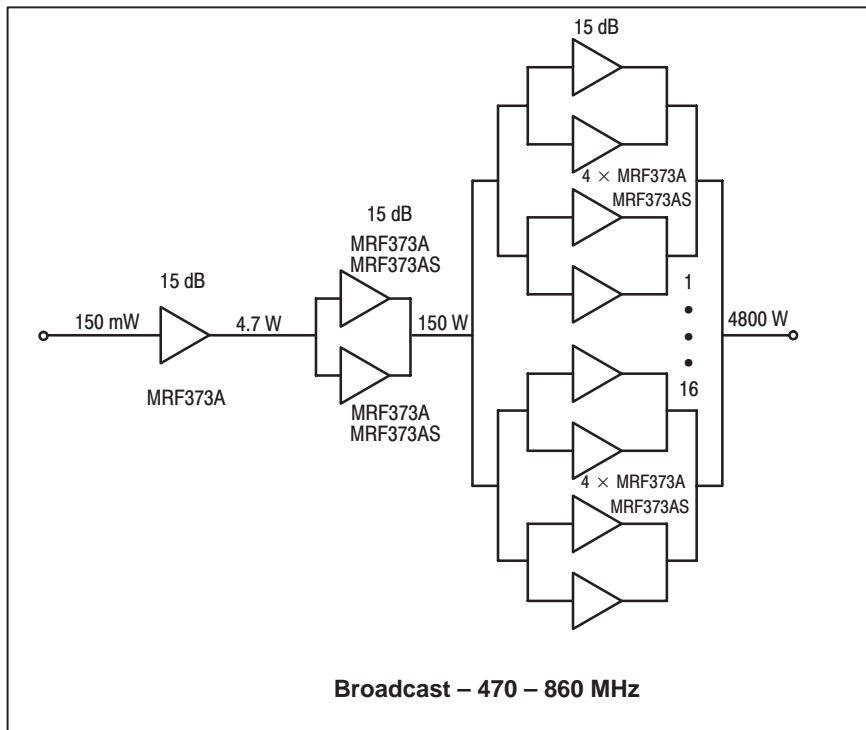 15 dB
4 × MRF373A
MRF373AS
15 dB
MRF373A
MRF373AS
15 dB
1
150 mW
4.7 W
150 W
4800 W
16
MRF373A
MRF373A
MRF373AS
4 × MRF373A
MRF373AS
Broadcast – 470 – 860 MHz